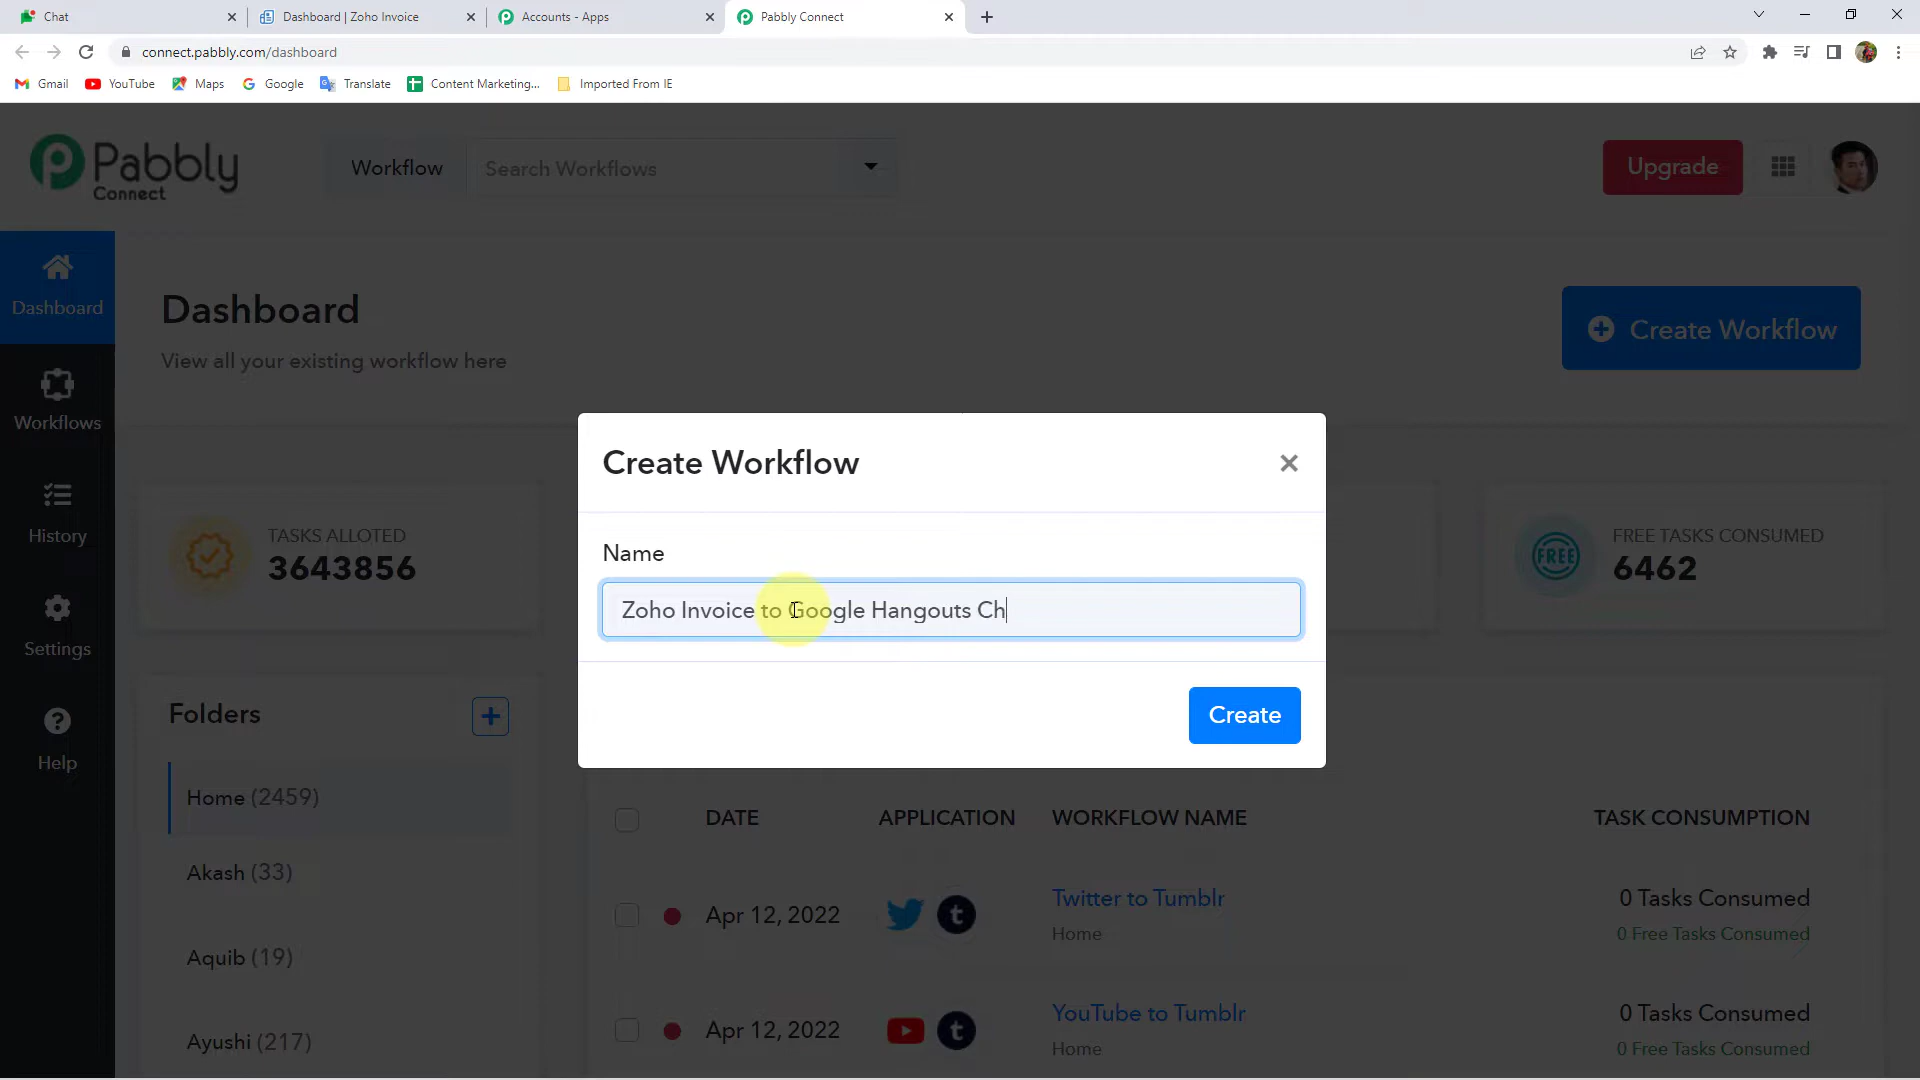 Chat
Dashboard | Zoho Invoice
Accounts - Apps
Pabbly Connect
connect.pabbly.com/dashboard
Gmail
YouTube
Maps
Google
Translate
Content Marketing...
Imported From IE
Pabbly
Connect
Workflow
Search Workflows
Upgrade
Dashboard
Workflows
History
Settings
Help
Dashboard
View all your existing workflow here
Create Workflow
TASKS ALLOTED
3643856
FREE
FREE TASKS CONSUMED
6462
Create Workflow
Name
Zoho Invoice to Google Hangouts Ch
Create
Folders
Home (2459)
Akash (33)
Aquib (19)
Ayushi (217)
DATE
APPLICATION
WORKFLOW NAME
TASK CONSUMPTION
Apr 12, 2022
Twitter to Tumblr
Home
0 Tasks Consumed
0 Free Tasks Consumed
Apr 12, 2022
YouTube to Tumblr
Home
0 Tasks Consumed
0 Free Tasks Consumed